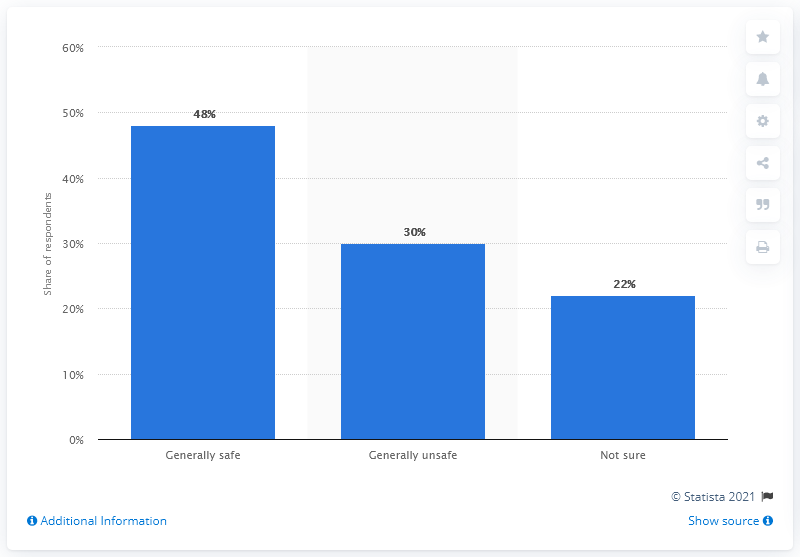 60%
50%
40%
30%
20%
10%
0%
Share of respondents
48%
30%
22%
Generally safe
Generally unsafe
Not sure
© Statista 2021
Additional Information
Show source